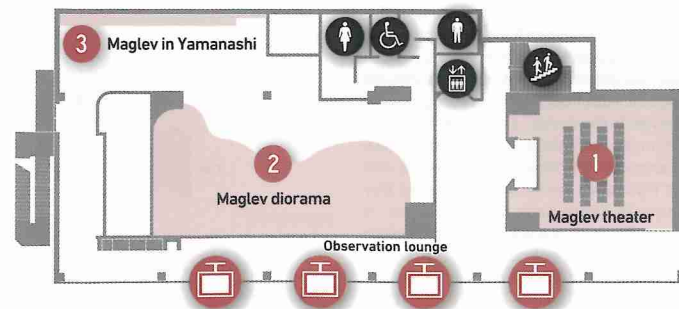 3 Maglev in Yamanashi
2
Maglev diorama
1
Maglev theater
Observation lounge